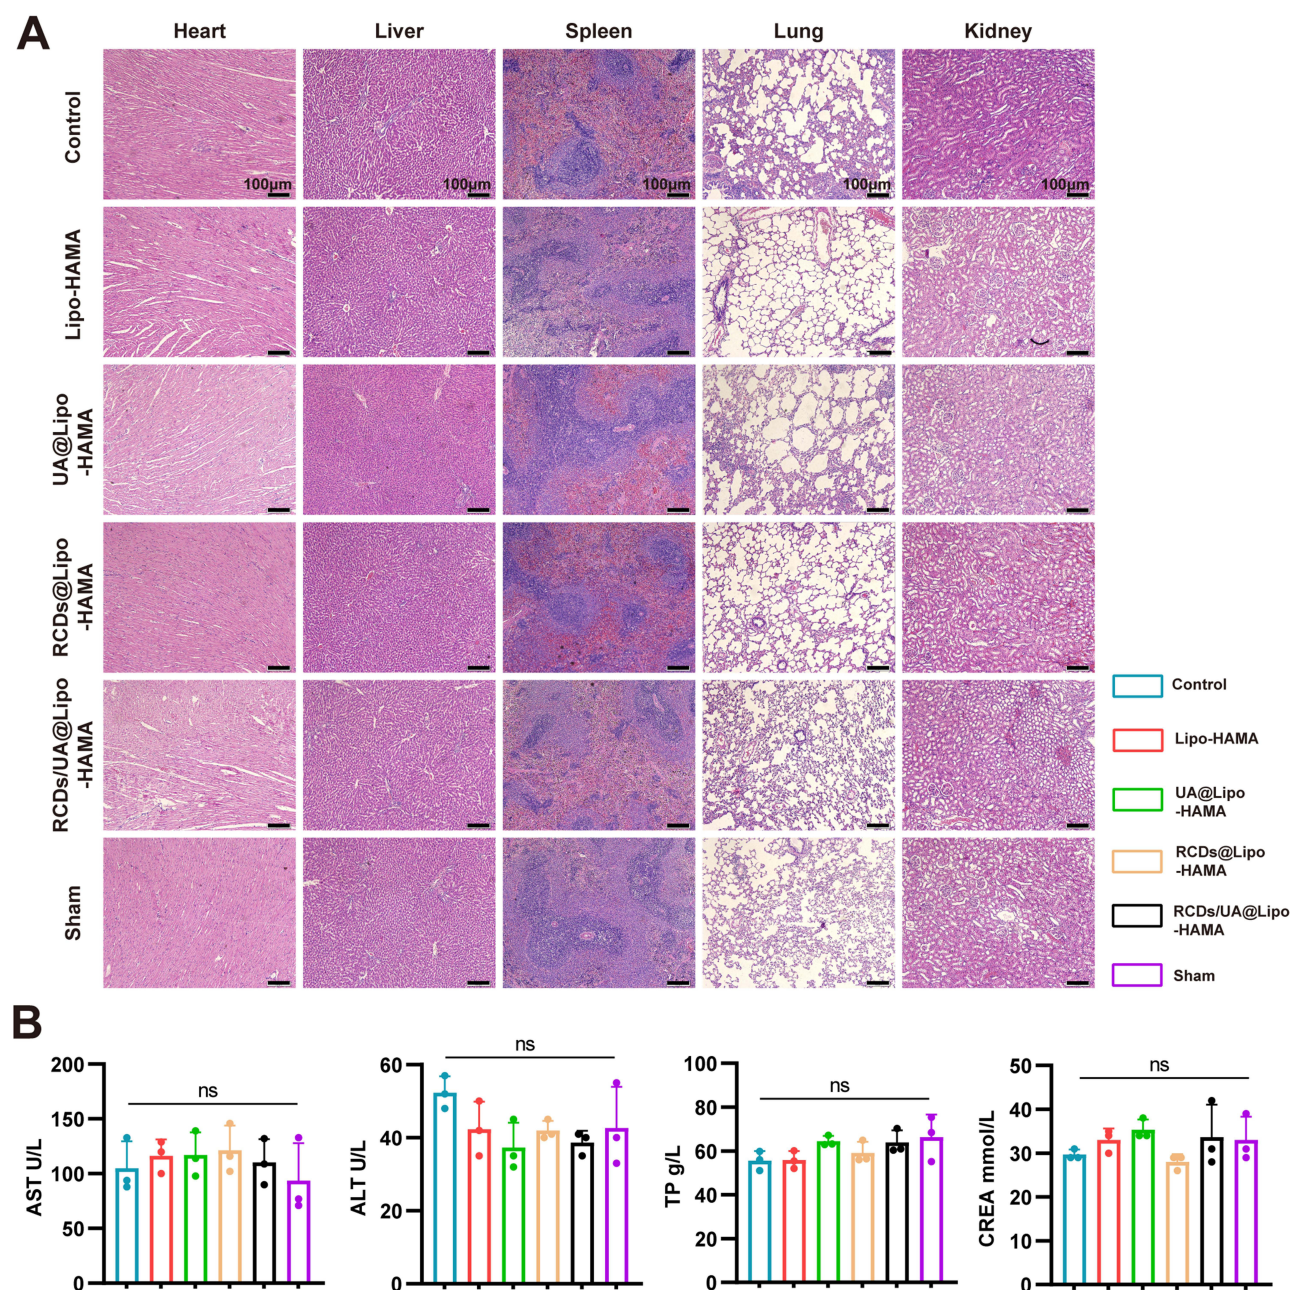 A
Heart Liver Spleen Lung Kidney
Control
100μm 100μm 100μm 100μm 100μm
Lipo-HAMA
UA@Lipo
-HAMA
RCDs@Lipo
-HAMA
RCDs/UA@Lipo
-HAMA
Sham
Control
Lipo-HAMA
UA@Lipo
-HAMA
RCDs@Lipo
-HAMA
RCDs/UA@Lipo
-HAMA
Sham
B
AST U/L
200
150
100
50
0
ns
ALT U/L
60
40
20
0
ns
TP g/L
100
80
60
40
20
0
ns
CREA mmol/L
50
40
30
20
10
0
ns